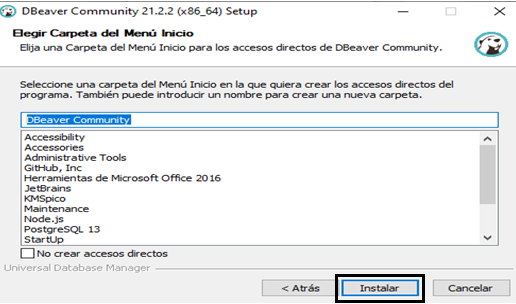 DBeaver Community 21.2.2 (x86_64) Setup
Elegir Carpeta del Menú Inicio
Elija una Carpeta del Menú Inicio para los accesos directos de DBeaver Community.
Seleccione una carpeta del Menú Inicio en la que quiera crear los accesos directos del
programa. También puede introducir un nombre para crear una nueva carpeta.
DBeaver Community
Accessibility
Accessories
Administrative Tools
GitHub, Inc
Herramientas de Microsoft Office 2016
JetBrains
KMSpico
Maintenance
Node.js
PostgreSQL 13
StartUp
No crear accesos directos
Universal Database Manager
< Atrás
Instalar
Cancelar